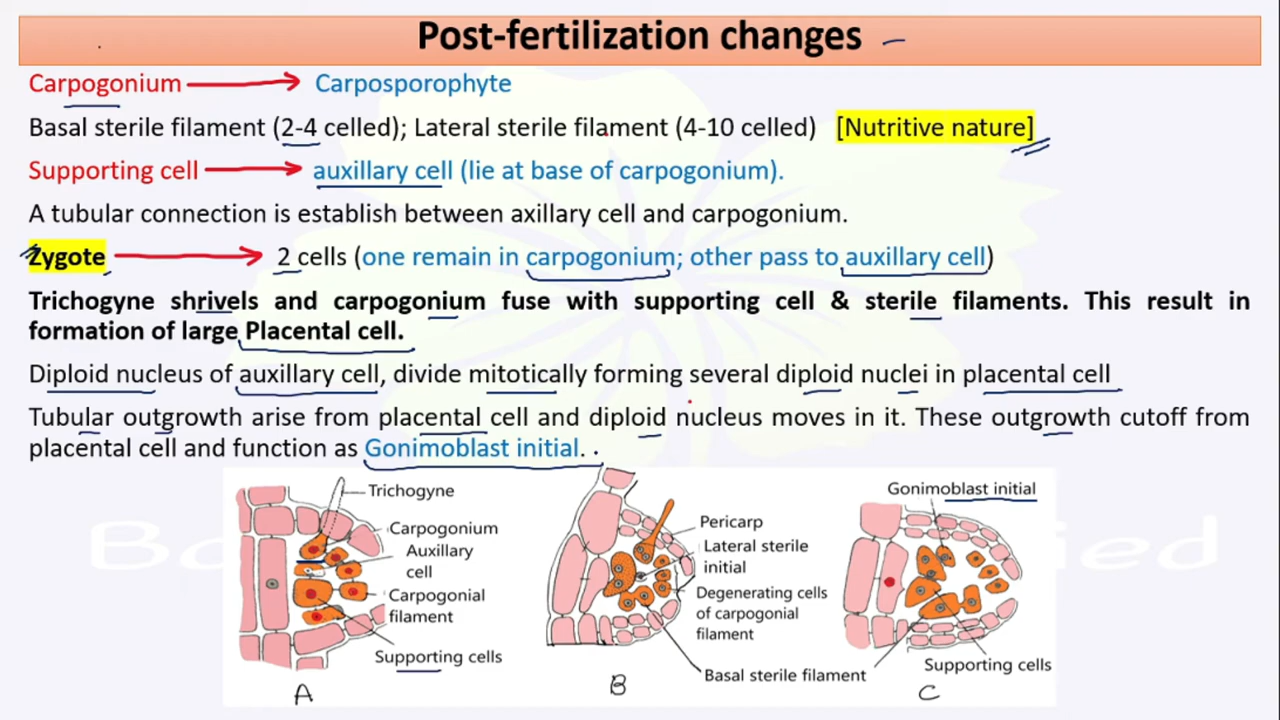 Post-fertilization changes
Carpogonium Carposporophyte
Basal sterile filament (2-4 celled); Lateral sterile filament (4-10 celled) [Nutritive nature]
Supporting cell auxillary cell (lie at base of carpogonium).
A tubular connection is establish between axillary cell and carpogonium.
Zygote 2 cells (one remain in carpogonium; other pass to auxillary cell)
Trichogyne shrivels and carpogonium fuse with supporting cell & sterile filaments. This result in
formation of large Placental cell.
Diploid nucleus of auxillary cell, divide mitotically forming several diploid nuclei in placental cell
Tubular outgrowth arise from placental cell and diploid nucleus moves in it. These outgrowth cutoff from
placental cell and function as Gonimoblast initial.
Trichogyne
Carpogonium
Auxillary
cell
Carpogonial
filament
Supporting cells
A
Pericarp
Lateral sterile
initial
Degenerating cells
of carpogonial
filament
Basal sterile filament
B
Gonimoblast initial
Supporting cells
C